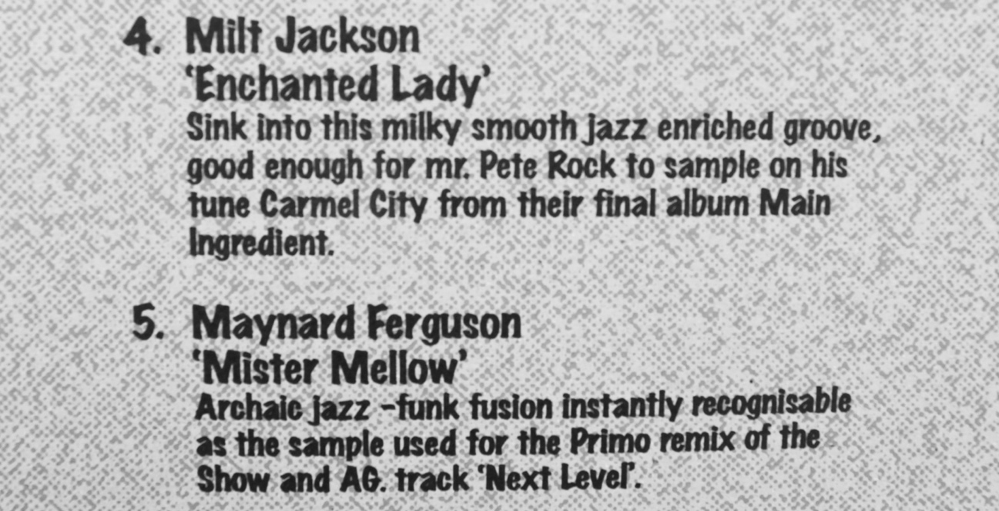 4. Milt Jackson
‘Enchanted Lady’
Sink into this milky smooth jazz enriched groove,
good enough for mr. Pete Rock to sample on his
tune Carmel City from their final album Main
Ingredient.
5. Maynard Ferguson
‘Mister Mellow’
Archaic jazz -funk fusion instantly recognisable
as the sample used for the Primo remix of the
Show and AG. track ‘Next Level’.